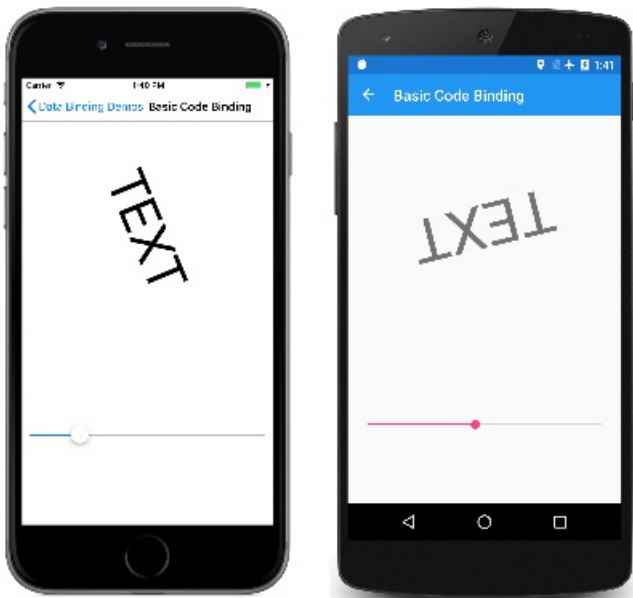 Carrier 1:40 PM
Data Binding Demos Basic Code Binding
TEXT
1:41
Basic Code Binding
TEXT